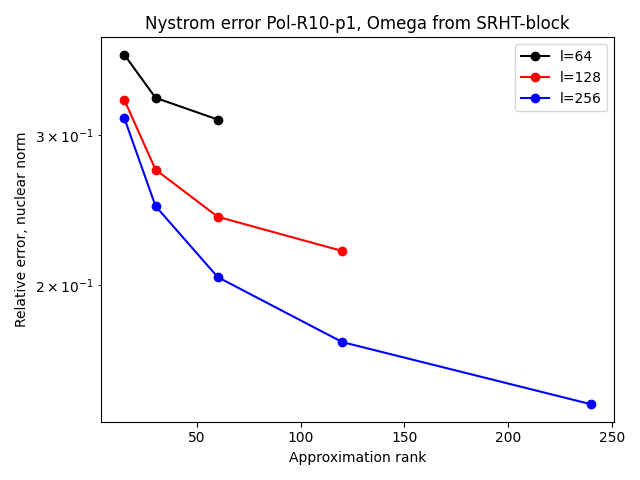 Nystrom error Pol-R10-p1, Omega from SRHT-block
l=64
l=128
l=256
Relative error, nuclear norm
3 × 10⁻¹
2 × 10⁻¹
50 100 150 200 250
Approximation rank